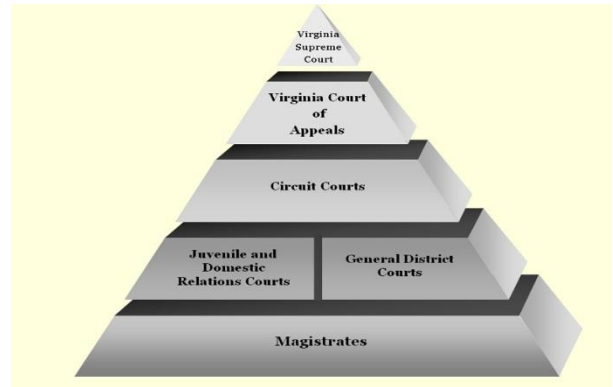 Virginia
Supreme
Court
Virginia Court
of
Appeals
Circuit Courts
Juvenile and
Domestic
Relations Courts
General District
Courts
Magistrates